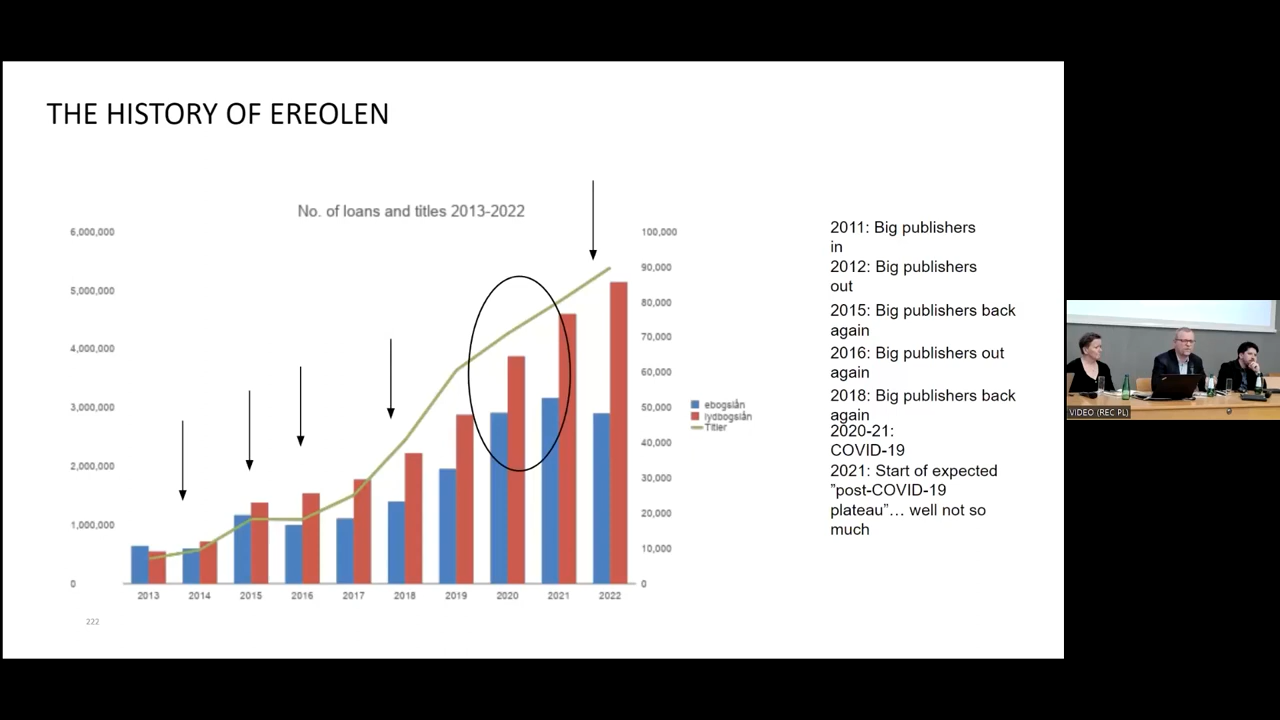 THE HISTORY OF EREOLEN
No. of loans and titles 2013-2022
6,000,000
5,000,000
4,000,000
3,000,000
2,000,000
1,000,000
0
100,000
90,000
80,000
70,000
60,000
50,000
40,000
30,000
20,000
10,000
0
2013 2014 2015 2016 2017 2018 2019 2020 2021 2022
ebogslån
lydbogslån
Titler
222
2011: Big publishers
in
2012: Big publishers
out
2015: Big publishers back
again
2016: Big publishers out
again
2018: Big publishers back
again
2020-21:
COVID-19
2021: Start of expected
”post-COVID-19
plateau”… well not so
much
VIDEO (REC PL)